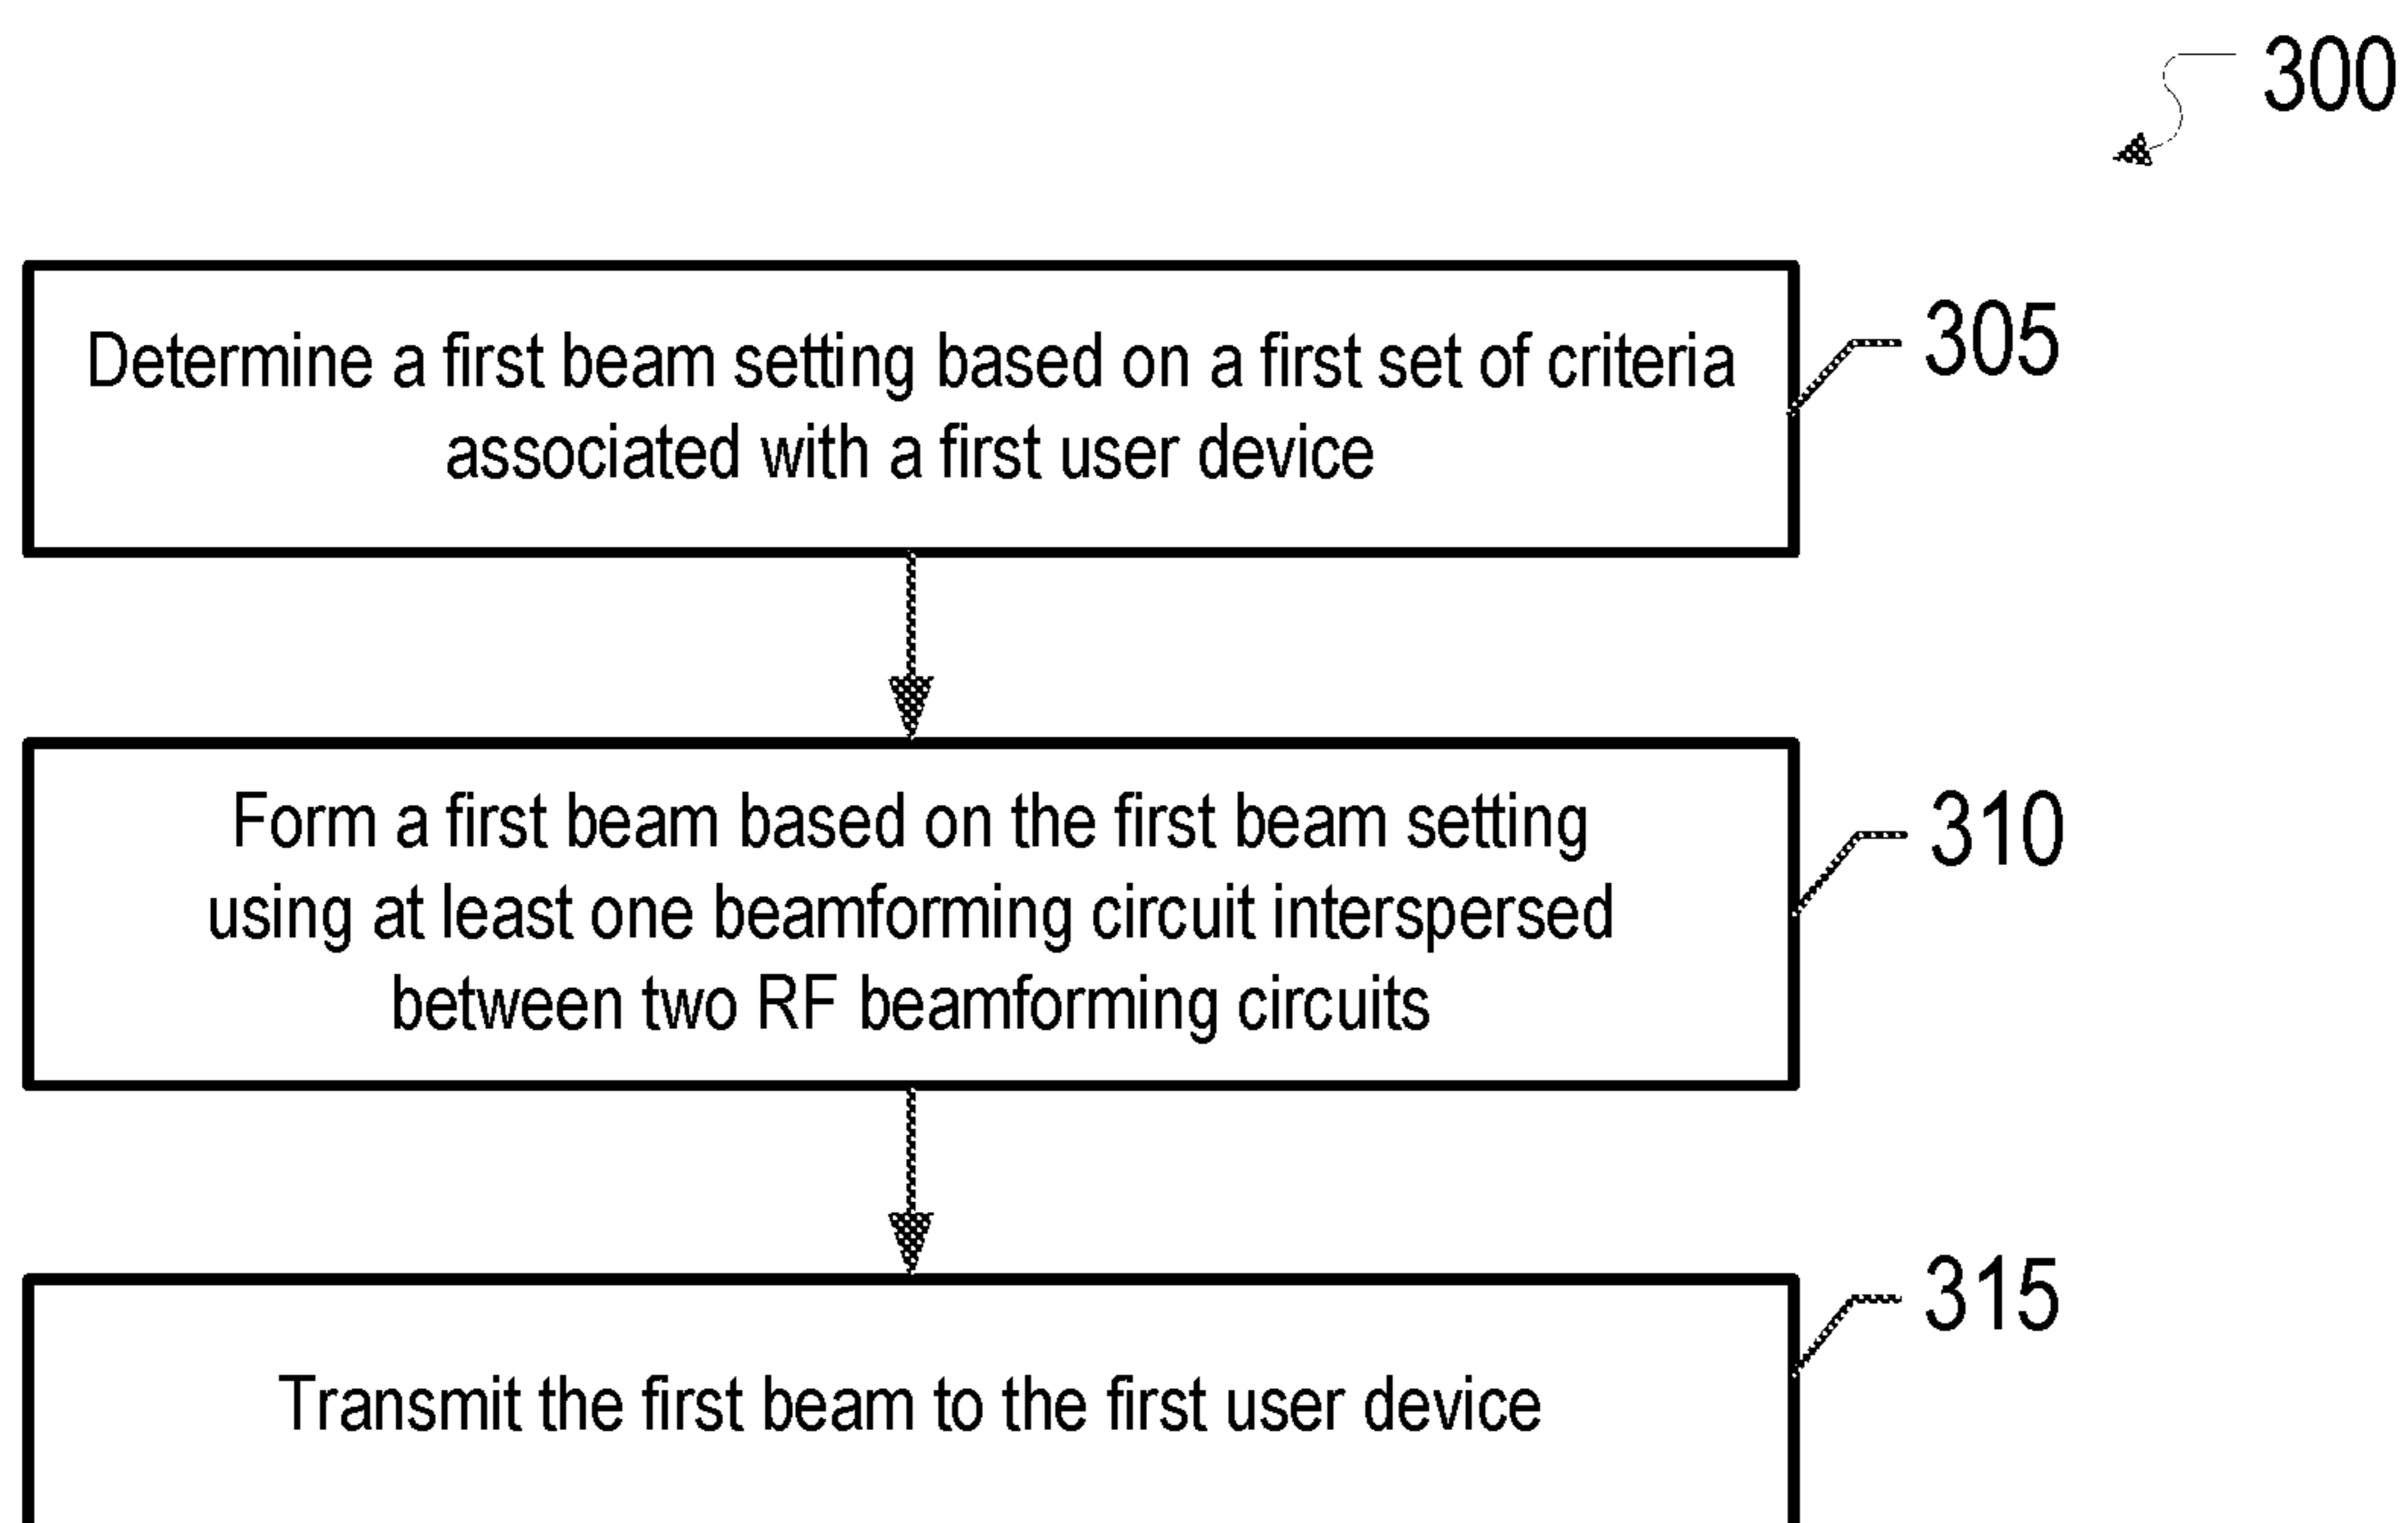 300
Determine a first beam setting based on a first set of criteria
associated with a first user device
305
Form a first beam based on the first beam setting
using at least one beamforming circuit interspersed
between two RF beamforming circuits
310
Transmit the first beam to the first user device
315